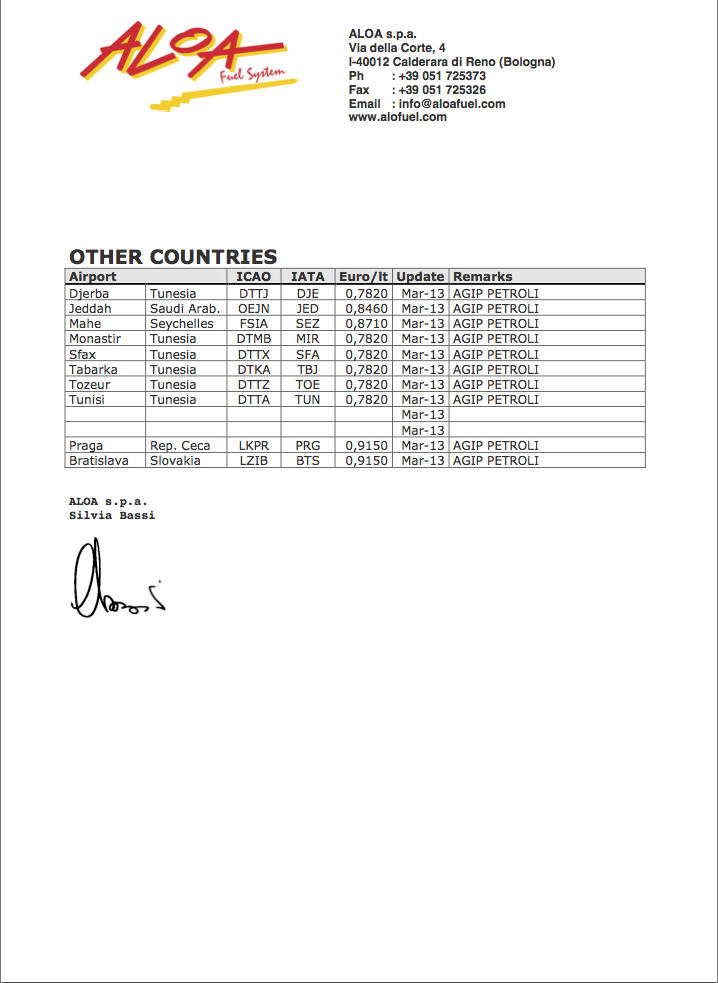 ALOA
Fuel System
ALOA s.p.a.
Via della Corte, 4
I-40012 Calderara di Reno (Bologna)
Ph : +39 051 725373
Fax : +39 051 725326
Email : info@aloafuel.com
www.alofuel.com
OTHER COUNTRIES
Airport ICAO IATA Euro/lt Update Remarks
Djerba Tunesia DTTJ DJE 0,7820 Mar-13 AGIP PETROLI
Jeddah Saudi Arab. OEJN JED 0,8460 Mar-13 AGIP PETROLI
Mahe Seychelles FSIA SEZ 0,8710 Mar-13 AGIP PETROLI
Monastir Tunesia DTMB MIR 0,7820 Mar-13 AGIP PETROLI
Sfax Tunesia DTTX SFA 0,7820 Mar-13 AGIP PETROLI
Tabarka Tunesia DTKA TBJ 0,7820 Mar-13 AGIP PETROLI
Tozeur Tunesia DTTZ TOE 0,7820 Mar-13 AGIP PETROLI
Tunisi Tunesia DTTA TUN 0,7820 Mar-13 AGIP PETROLI
Mar-13
Mar-13
Praga Rep. Ceca LKPR PRG 0,9150 Mar-13 AGIP PETROLI
Bratislava Slovakia LZIB BTS 0,9150 Mar-13 AGIP PETROLI
ALOA s.p.a.
Silvia Bassi